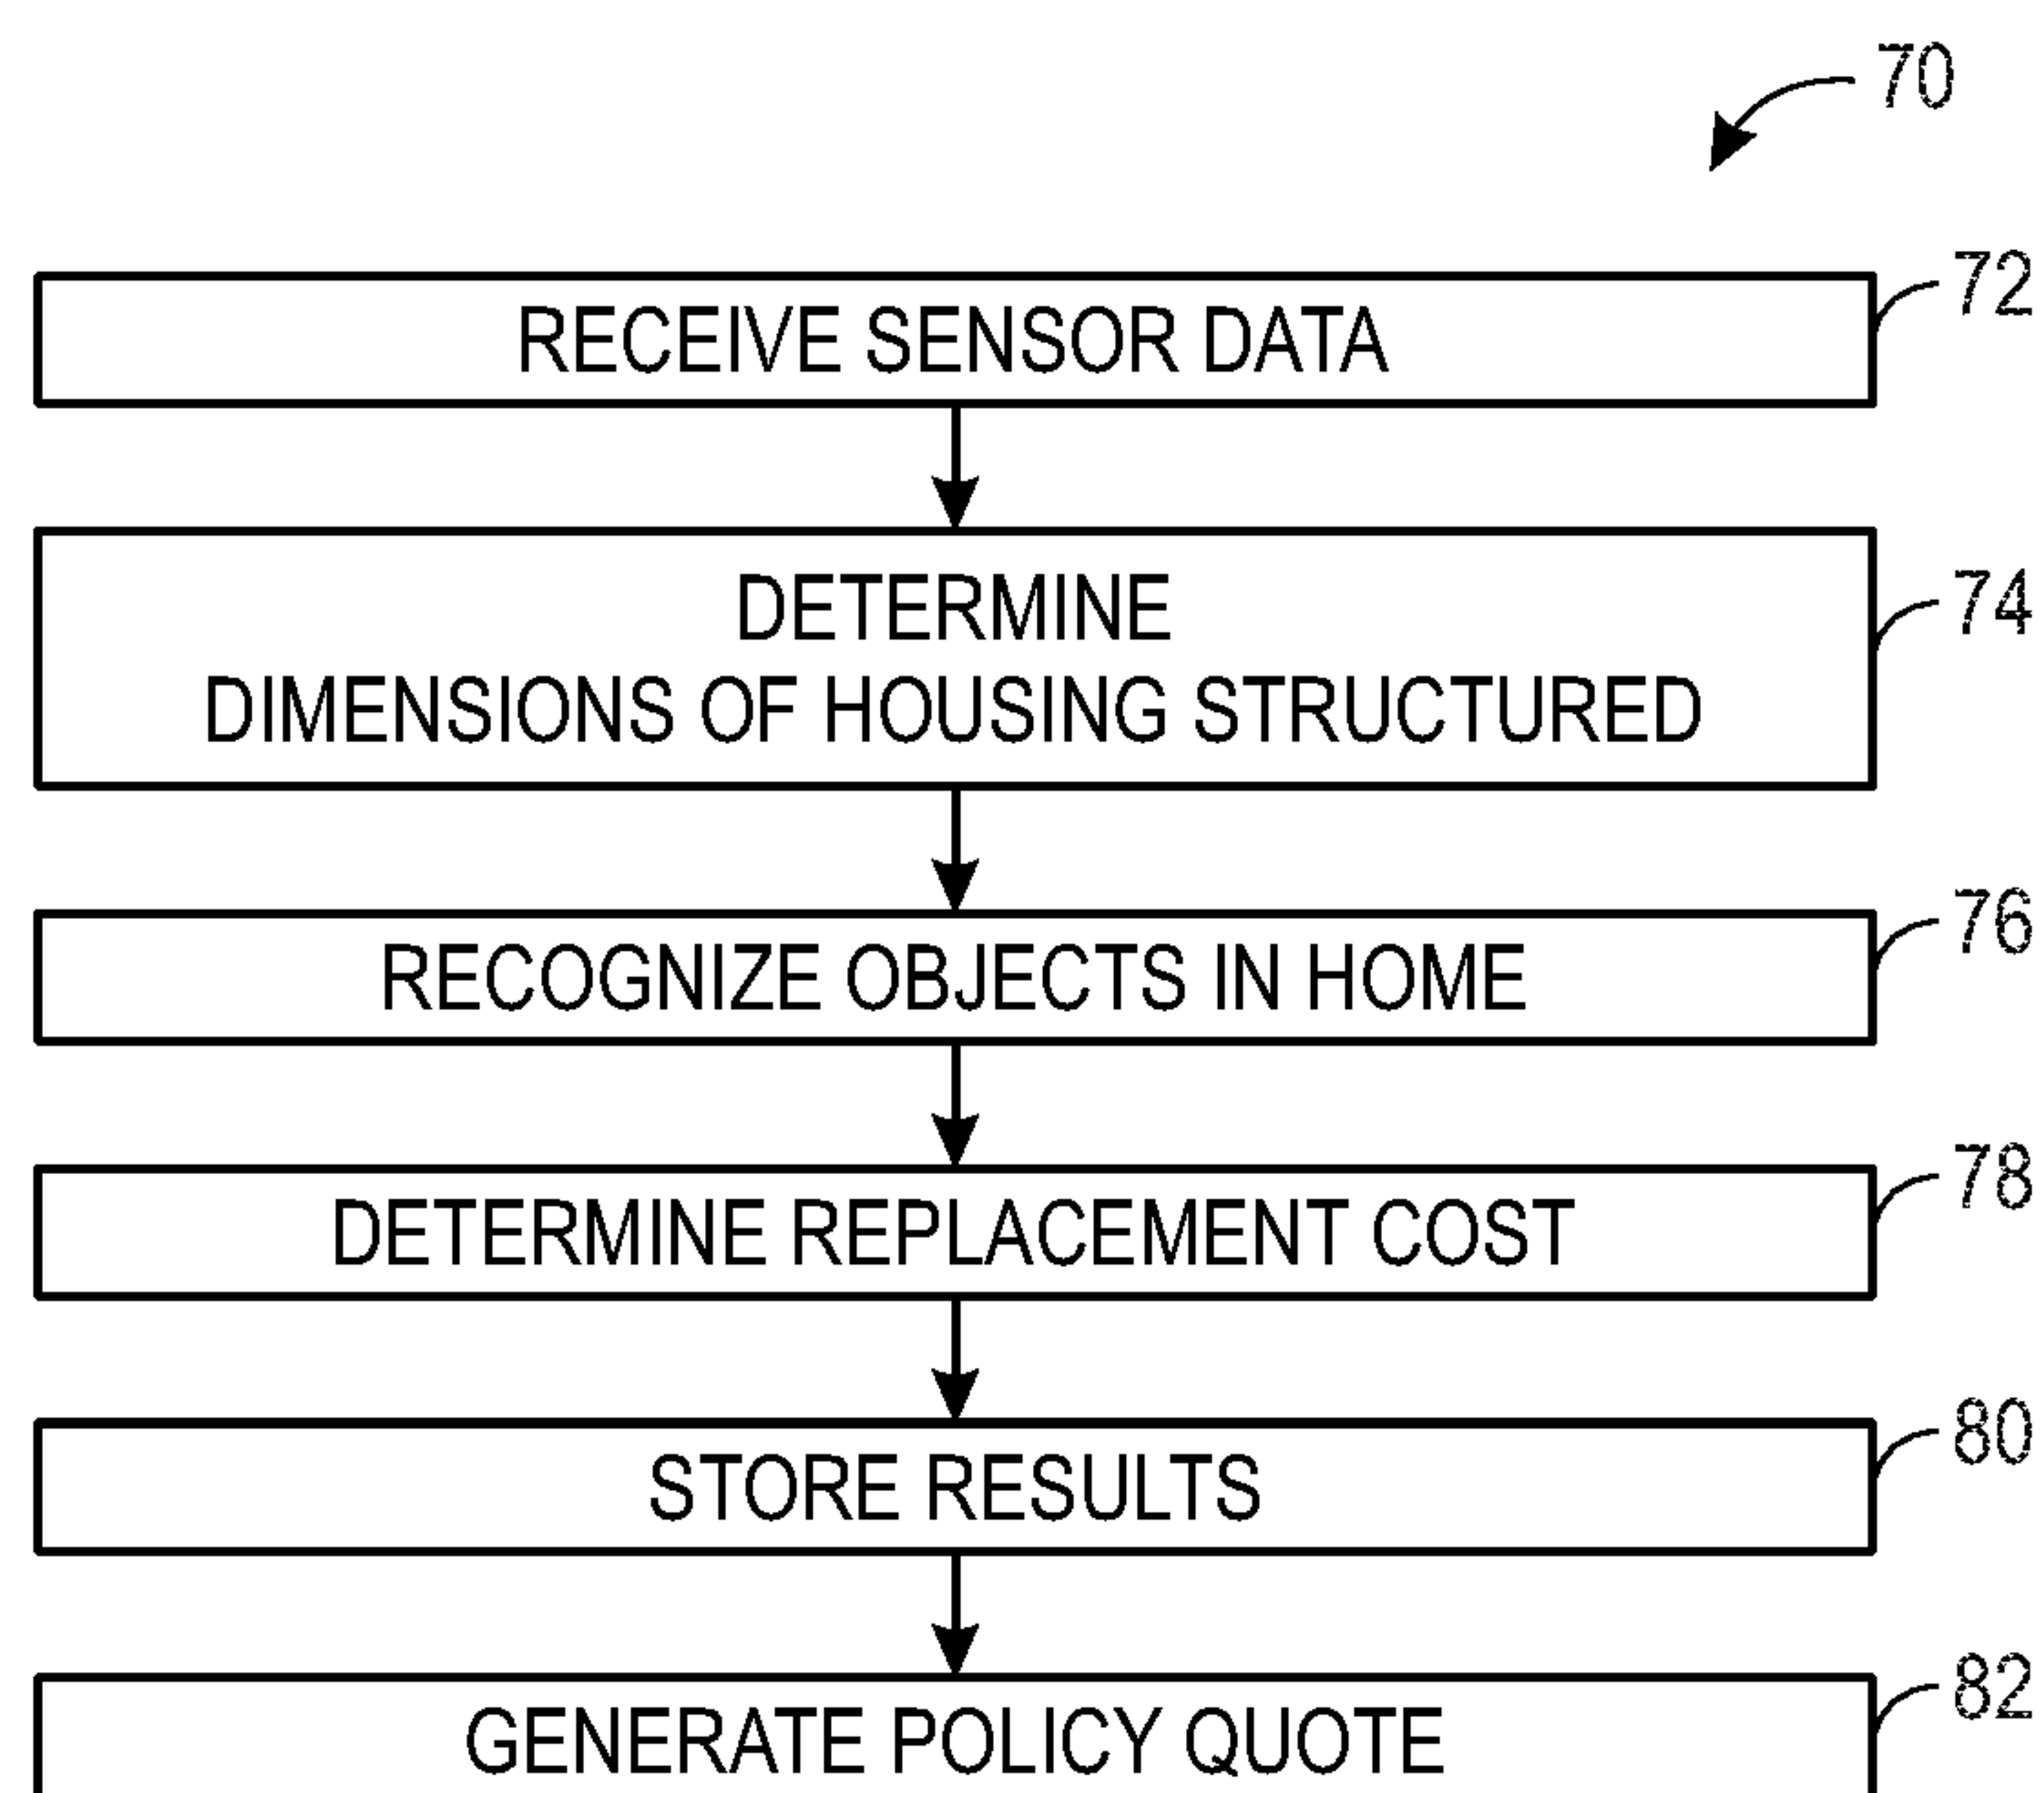 70
RECEIVE SENSOR DATA
72
DETERMINE
DIMENSIONS OF HOUSING STRUCTURED
74
RECOGNIZE OBJECTS IN HOME
76
DETERMINE REPLACEMENT COST
78
STORE RESULTS
80
GENERATE POLICY QUOTE
82